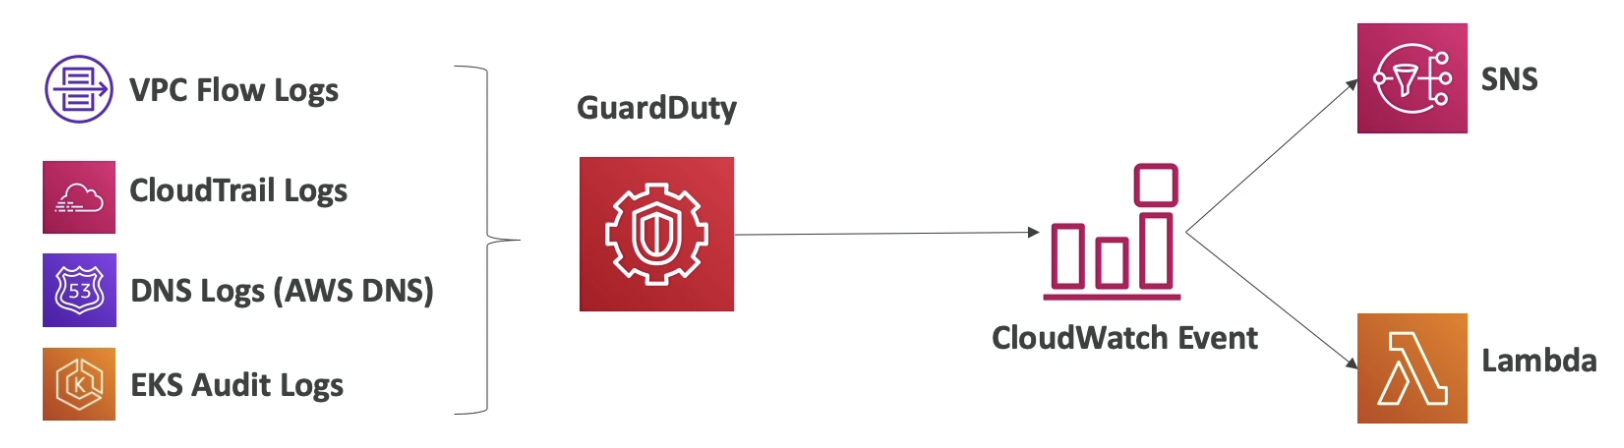 VPC Flow Logs
CloudTrail Logs
53
DNS Logs (AWS DNS)
K
EKS Audit Logs
GuardDuty
CloudWatch Event
SNS
Lambda